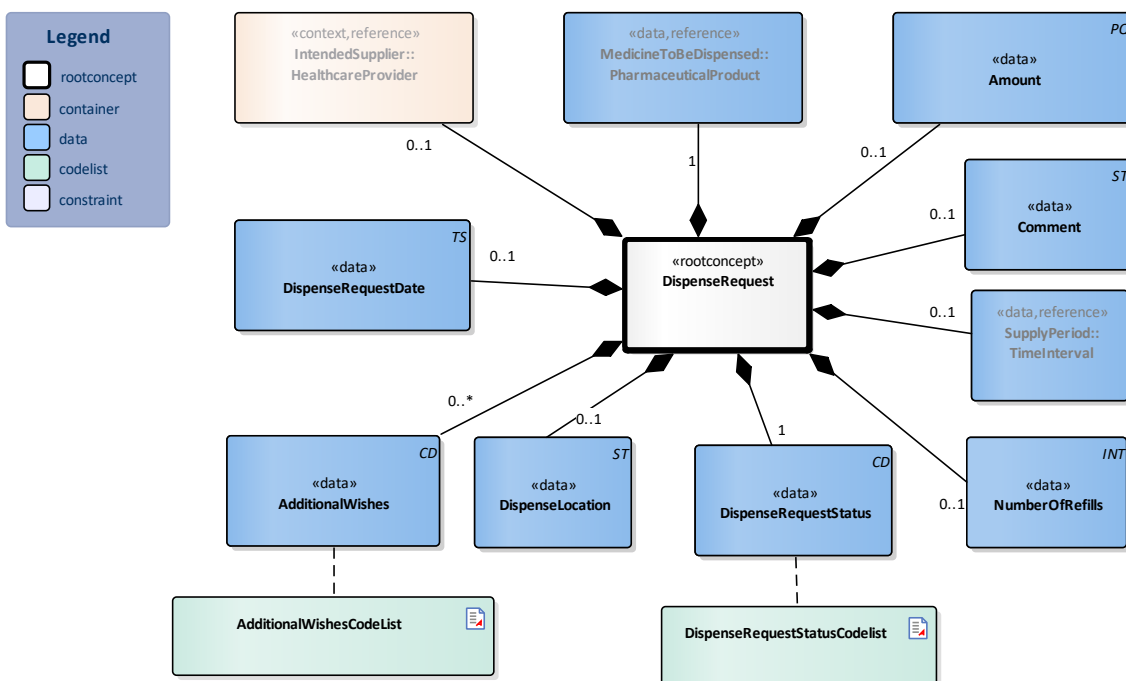 Legend
rootconcept
container
data
codelist
constraint
«context,reference»
IntendedSupplier::
HealthcareProvider
0..1
«data,reference»
MedicineToBeDispensed::
PharmaceuticalProduct
1
PQ
«data»
Amount
0..1
ST
«data»
Comment
0..1
TS
«data»
DispenseRequestDate
0..1
«rootconcept»
DispenseRequest
«data,reference»
SupplyPeriod::
TimeInterval
0..1
0..*
CD
«data»
AdditionalWishes
0..1
ST
«data»
DispenseLocation
1
CD
«data»
DispenseRequestStatus
INT
«data»
NumberOfRefills
0..1
AdditionalWishesCodeList
DispenseRequestStatusCodelist